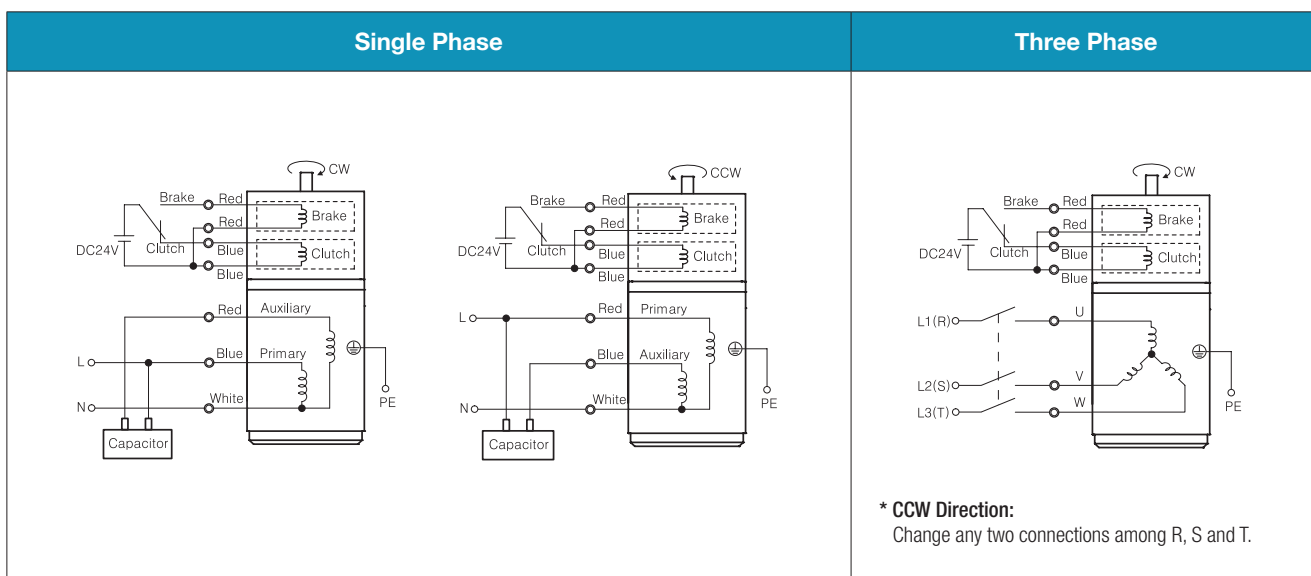 Single Phase
Three Phase
CW
Brake Red
Brake
Red
DC24V
Clutch
Blue
Clutch
Blue
Red Auxiliary
L
Blue Primary
N
White
PE
Capacitor
CCW
Brake Red
Brake
Red
DC24V
Clutch
Blue
Clutch
Blue
L
Red Primary
Blue Auxiliary
N
White
PE
Capacitor
CW
Brake Red
Brake
Red
DC24V
Clutch
Blue
Clutch
Blue
L1(R)
U
L2(S)
V
L3(T)
W
PE
* CCW Direction:
Change any two connections among R, S and T.